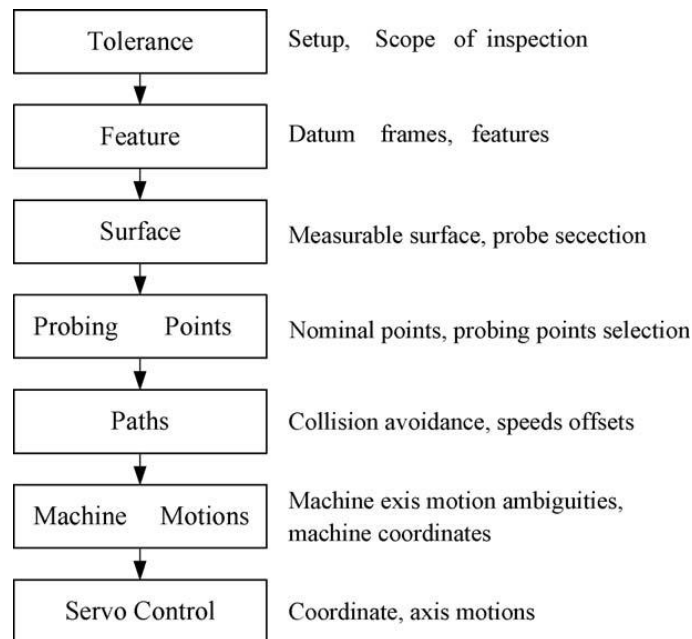 Tolerance
Setup, Scope of inspection
Feature
Datum frames, features
Surface
Measurable surface, probe secection
Probing Points
Nominal points, probing points selection
Paths
Collision avoidance, speeds offsets
Machine Motions
Machine exis motion ambiguities,
machine coordinates
Servo Control
Coordinate, axis motions